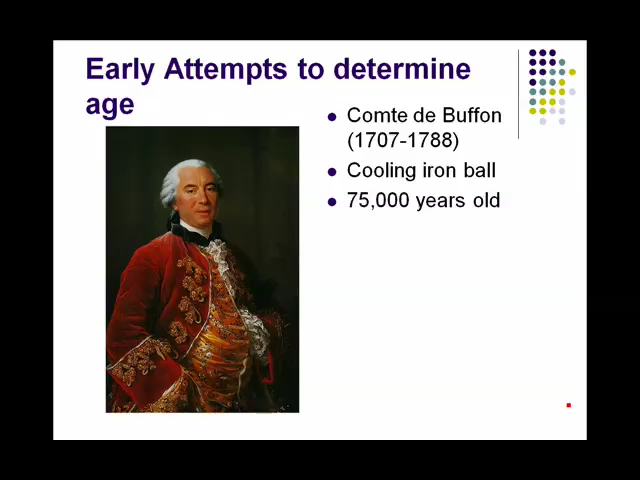 Early Attempts to determine
age
Comte de Buffon
(1707-1788)
Cooling iron ball
75,000 years old